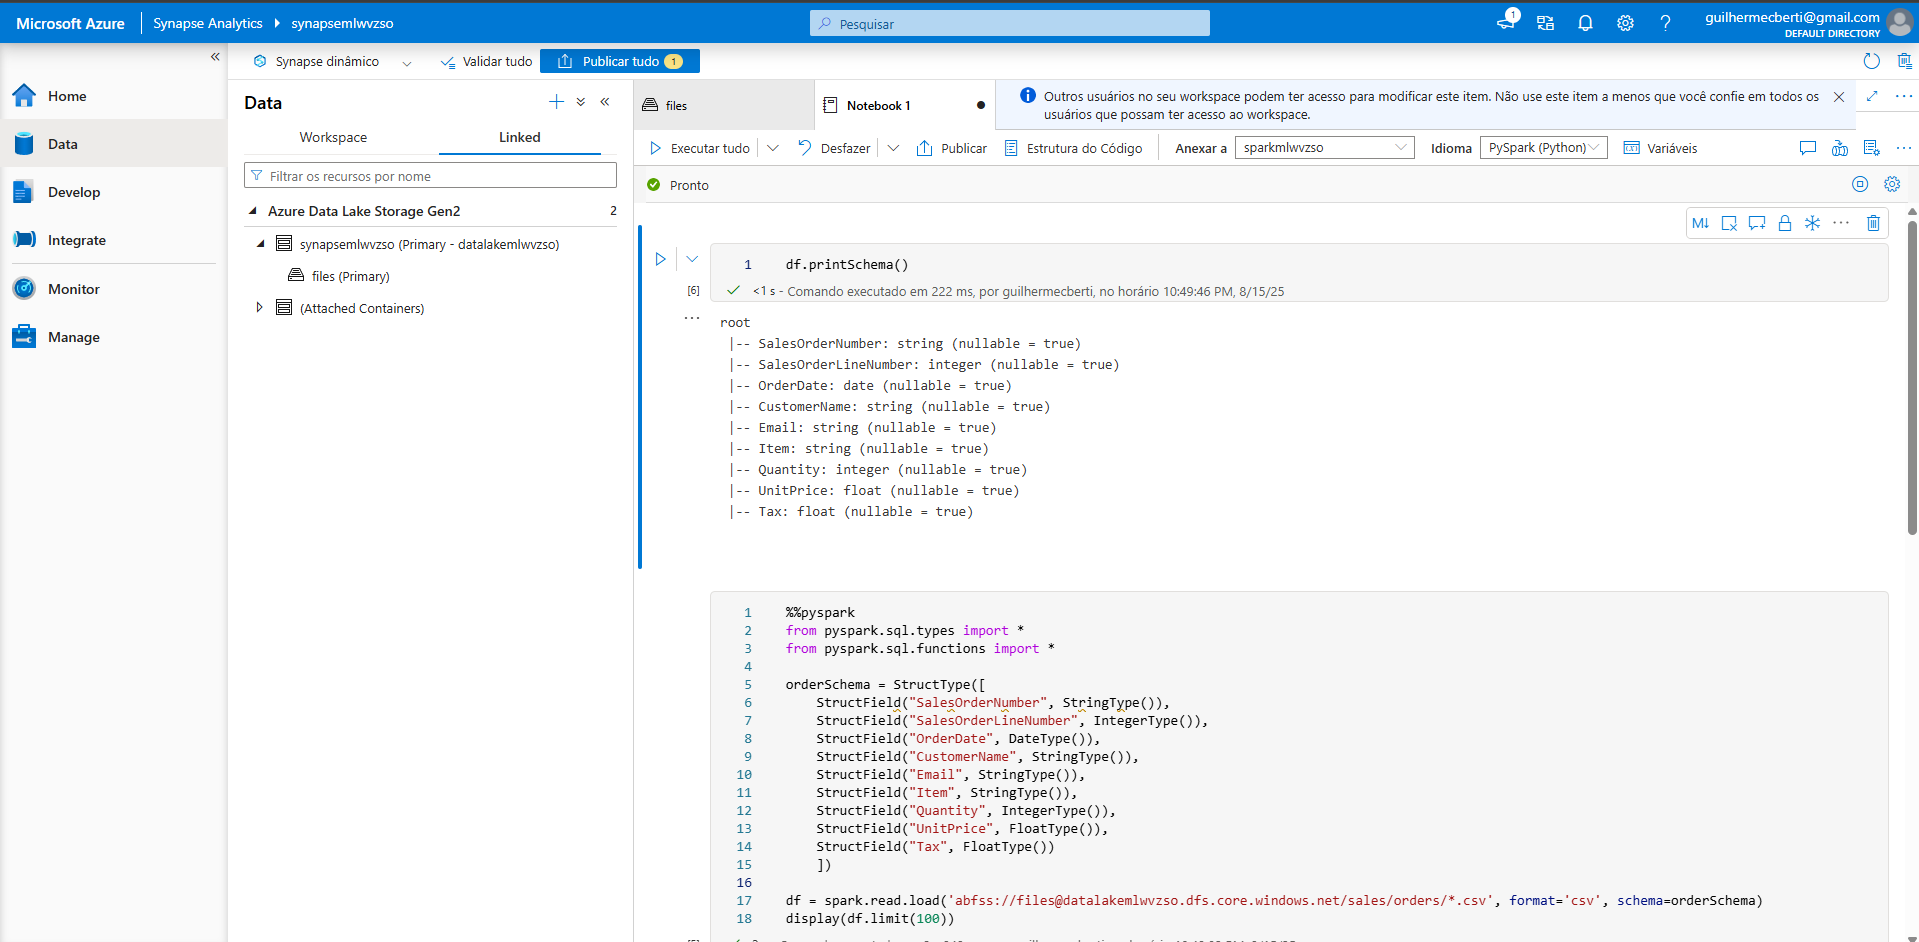 Microsoft Azure
Synapse Analytics
synapsemlwvzso
Pesquisar
1
guilhermecberti@gmail.com
DEFAULT DIRECTORY
Home
Data
Develop
Integrate
Monitor
Manage
Synapse dinâmico
Validar tudo
Publicar tudo 1
Data
Workspace
Linked
Filtrar os recursos por nome
Azure Data Lake Storage Gen2 2
synapsemlwvzso (Primary - datalakemlwvzso)
files (Primary)
(Attached Containers)
files
Notebook 1
Outros usuários no seu workspace podem ter acesso para modificar este item. Não use este item a menos que você confie em todos os
usuários que possam ter acesso ao workspace.
Executar tudo
Desfazer
Publicar
Estrutura do Código
Anexar a
sparkmlwvzso
Idioma
PySpark (Python)
Variáveis
Pronto
M↓
1 df.printSchema()
[6] <1 s - Comando executado em 222 ms, por guilhermecberti, no horário 10:49:46 PM, 8/15/25
root
|-- SalesOrderNumber: string (nullable = true)
|-- SalesOrderLineNumber: integer (nullable = true)
|-- OrderDate: date (nullable = true)
|-- CustomerName: string (nullable = true)
|-- Email: string (nullable = true)
|-- Item: string (nullable = true)
|-- Quantity: integer (nullable = true)
|-- UnitPrice: float (nullable = true)
|-- Tax: float (nullable = true)
1 %%pyspark
2 from pyspark.sql.types import *
3 from pyspark.sql.functions import *
4
5 orderSchema = StructType([
6 StructField("SalesOrderNumber", StringType()),
7 StructField("SalesOrderLineNumber", IntegerType()),
8 StructField("OrderDate", DateType()),
9 StructField("CustomerName", StringType()),
10 StructField("Email", StringType()),
11 StructField("Item", StringType()),
12 StructField("Quantity", IntegerType()),
13 StructField("UnitPrice", FloatType()),
14 StructField("Tax", FloatType())
15 ])
16
17 df = spark.read.load('abfss://files@datalakemlwvzso.dfs.core.windows.net/sales/orders/*.csv', format='csv', schema=orderSchema)
18 display(df.limit(100))